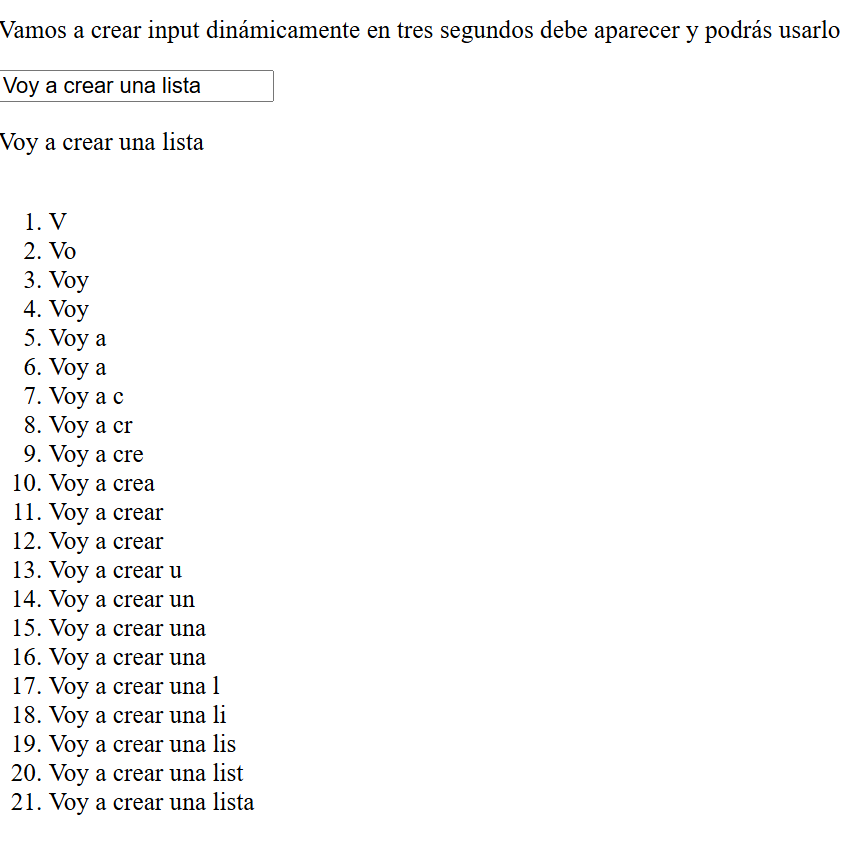 Vamos a crear input dinámicamente en tres segundos debe aparecer y podrás usarlo
Voy a crear una lista
Voy a crear una lista
1. V
2. Vo
3. Voy
4. Voy
5. Voy a
6. Voy a
7. Voy a c
8. Voy a cr
9. Voy a cre
10. Voy a crea
11. Voy a crear
12. Voy a crear
13. Voy a crear u
14. Voy a crear un
15. Voy a crear una
16. Voy a crear una
17. Voy a crear una l
18. Voy a crear una li
19. Voy a crear una lis
20. Voy a crear una list
21. Voy a crear una lista